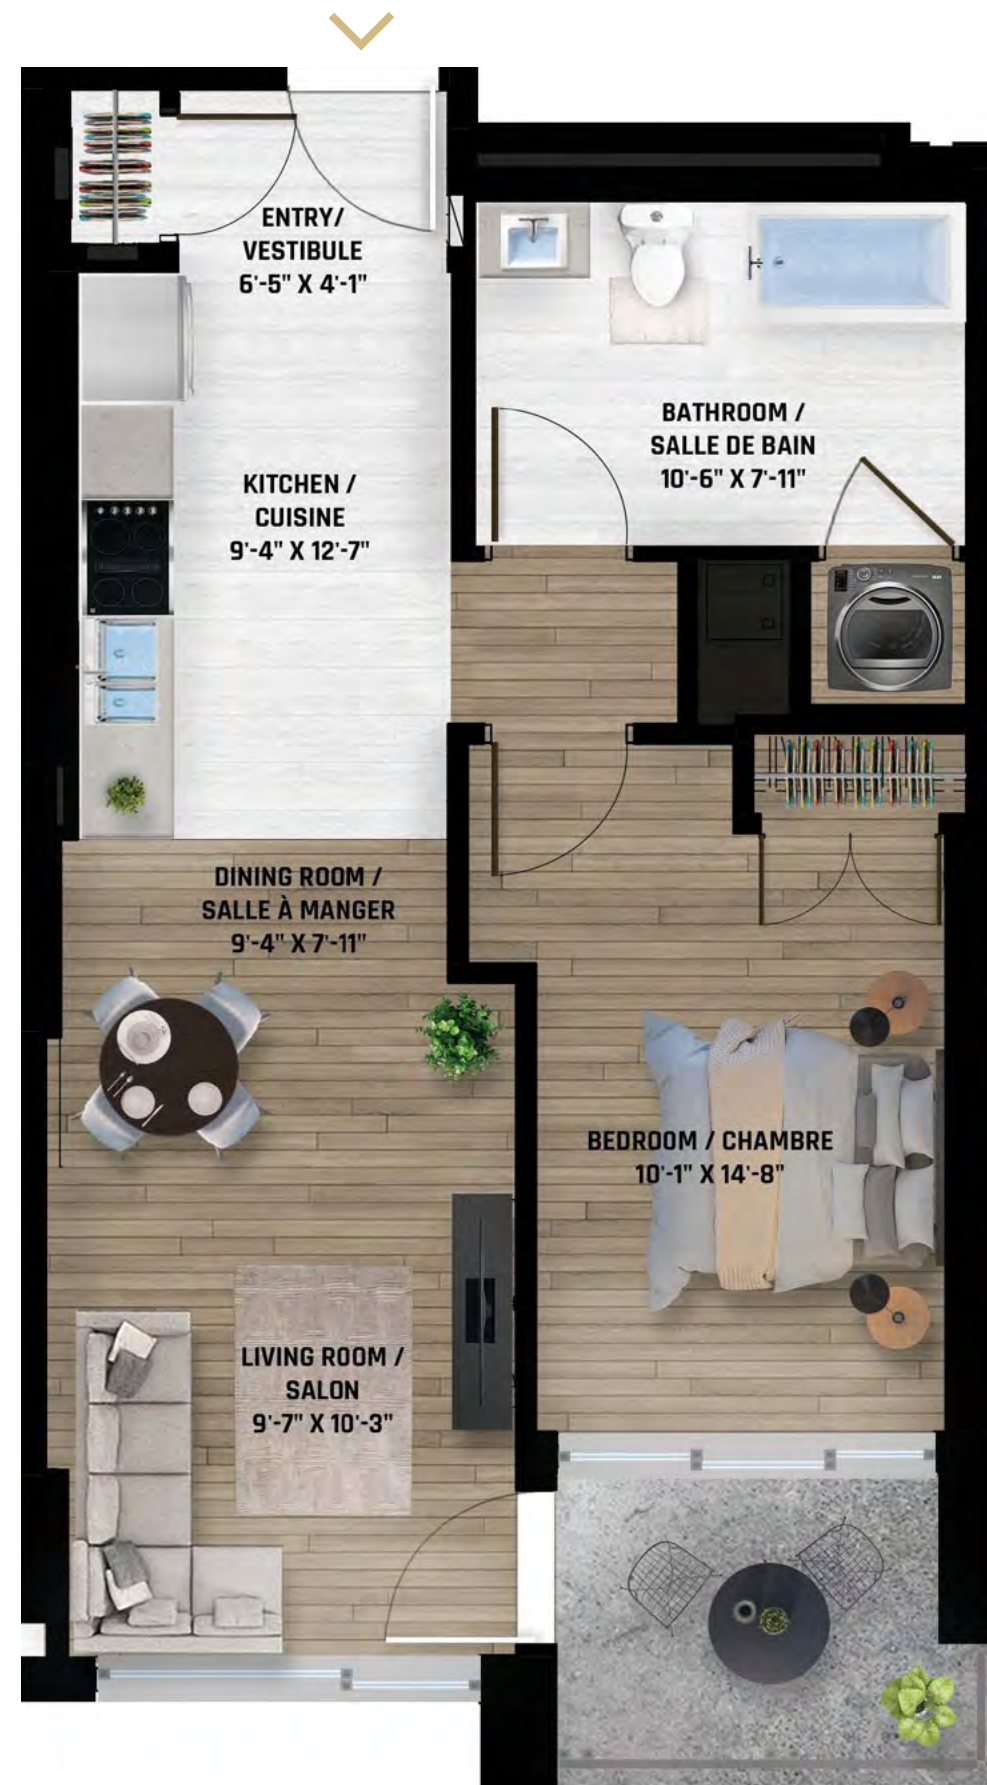 ENTRY/
VESTIBULE
6'-5" X 4'-1"
BATHROOM /
SALLE DE BAIN
10'-6" X 7'-11"
KITCHEN /
CUISINE
9'-4" X 12'-7"
DINING ROOM /
SALLE À MANGER
9'-4" X 7'-11"
BEDROOM / CHAMBRE
10'-1" X 14'-8"
LIVING ROOM /
SALON
9'-7" X 10'-3"